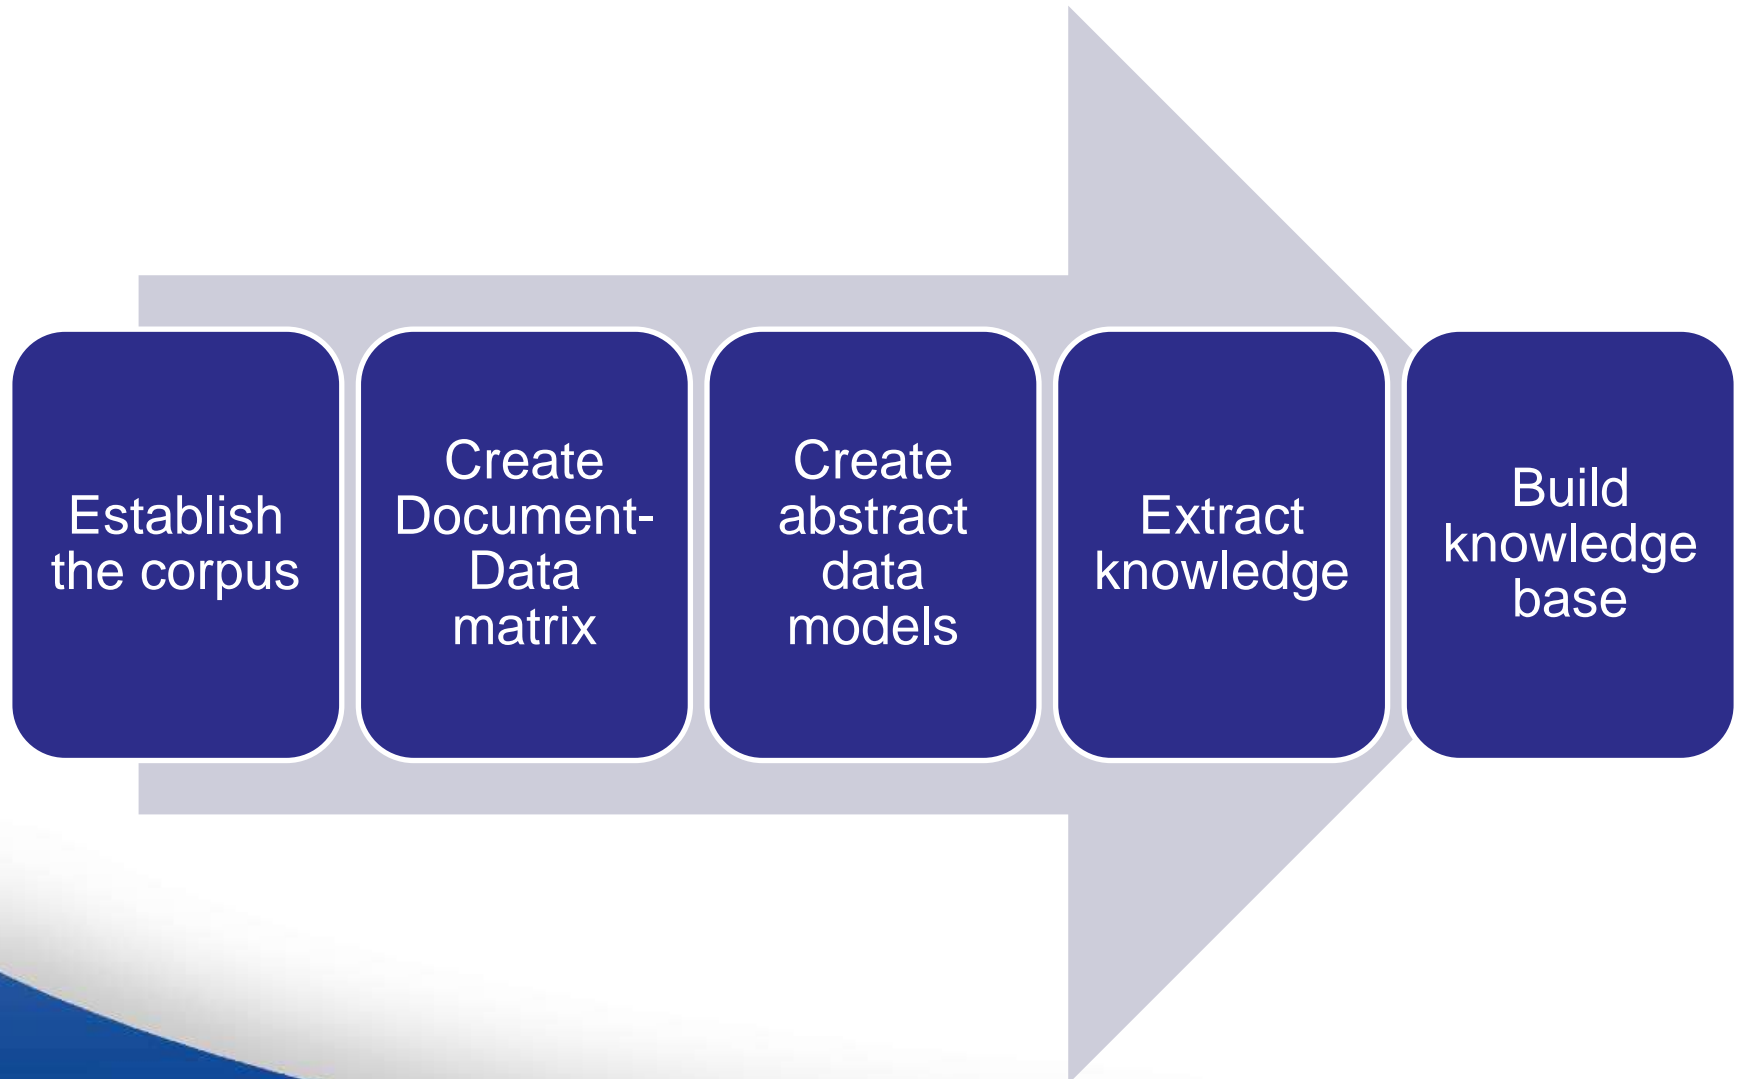 Establish
the corpus
Create
Document-
Data
matrix
Create
abstract
data
models
Extract
knowledge
Build
knowledge
base